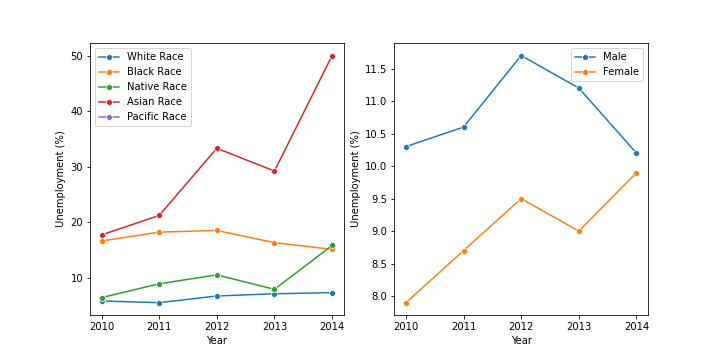 White Race
Black Race
Native Race
Asian Race
Pacific Race
50
40
30
20
10
Unemployment (%)
2010 2011 2012 2013 2014
Year
Male
Female
11.5
11.0
10.5
10.0
9.5
9.0
8.5
8.0
Unemployment (%)
2010 2011 2012 2013 2014
Year